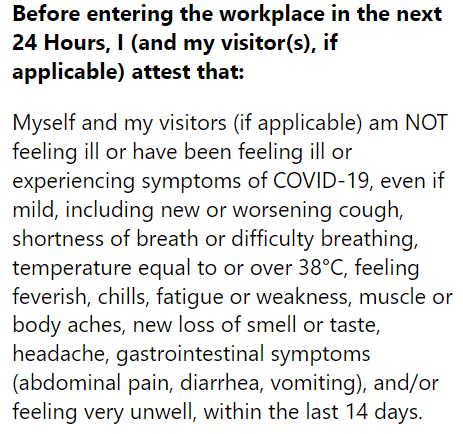 Before entering the workplace in the next
24 Hours, I (and my visitor(s), if
applicable) attest that:
Myself and my visitors (if applicable) am NOT
feeling ill or have been feeling ill or
experiencing symptoms of COVID-19, even if
mild, including new or worsening cough,
shortness of breath or difficulty breathing,
temperature equal to or over 38°C, feeling
feverish, chills, fatigue or weakness, muscle or
body aches, new loss of smell or taste,
headache, gastrointestinal symptoms
(abdominal pain, diarrhea, vomiting), and/or
feeling very unwell, within the last 14 days.